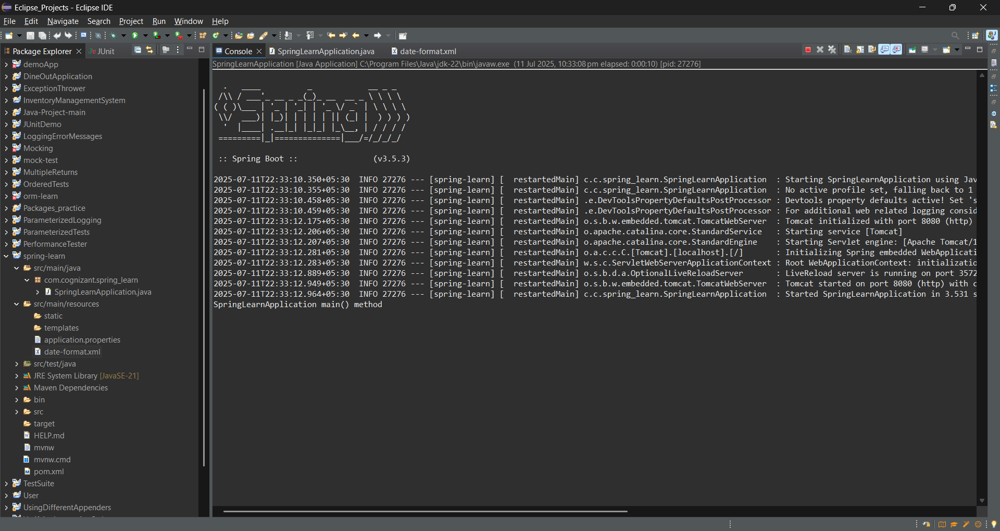 Eclipse_Projects - Eclipse IDE
File Edit Navigate Search Project Run Window Help
Package Explorer
JUnit
demoApp
DineOutApplication
ExceptionThrower
InventoryManagementSystem
Java-Project-main
JUnitDemo
LoggingErrorMessages
Mocking
mock-test
MultipleReturns
OrderedTests
orm-learn
Packages_practice
ParameterizedLogging
ParameterizedTests
PerformanceTester
spring-learn
src/main/java
com.cognizant.spring_learn
SpringLearnApplication.java
src/main/resources
static
templates
application.properties
date-format.xml
src/test/java
JRE System Library [JavaSE-21]
Maven Dependencies
bin
src
target
HELP.md
mvnw
mvnw.cmd
pom.xml
TestSuite
User
UsingDifferentAppenders
Console SpringLearnApplication.java date-format.xml
SpringLearnApplication [Java Application] C:\Program Files\Java\jdk-22\bin\javaw.exe (11 Jul 2025, 10:33:08 pm elapsed: 0:00:10) [pid: 27276]
Spring
:: Spring Boot :: (v3.5.3)
2025-07-11T22:33:10.350+05:30 INFO 27276 --- [spring-learn] [ restartedMain] c.c.spring_learn.SpringLearnApplication : Starting SpringLearnApplication using Jav
2025-07-11T22:33:10.355+05:30 INFO 27276 --- [spring-learn] [ restartedMain] c.c.spring_learn.SpringLearnApplication : No active profile set, falling back to 1
2025-07-11T22:33:10.458+05:30 INFO 27276 --- [spring-learn] [ restartedMain] .e.DevToolsPropertyDefaultsPostProcessor : Devtools property defaults active! Set 's
2025-07-11T22:33:10.459+05:30 INFO 27276 --- [spring-learn] [ restartedMain] .e.DevToolsPropertyDefaultsPostProcessor : For additional web related logging consid
2025-07-11T22:33:12.175+05:30 INFO 27276 --- [spring-learn] [ restartedMain] o.s.b.w.embedded.tomcat.TomcatWebServer : Tomcat initialized with port 8080 (http)
2025-07-11T22:33:12.206+05:30 INFO 27276 --- [spring-learn] [ restartedMain] o.apache.catalina.core.StandardService : Starting service [Tomcat]
2025-07-11T22:33:12.207+05:30 INFO 27276 --- [spring-learn] [ restartedMain] o.apache.catalina.core.StandardEngine : Starting Servlet engine: [Apache Tomcat/1
2025-07-11T22:33:12.281+05:30 INFO 27276 --- [spring-learn] [ restartedMain] o.a.c.c.C.[Tomcat].[localhost].[/] : Initializing Spring embedded WebApplicati
2025-07-11T22:33:12.283+05:30 INFO 27276 --- [spring-learn] [ restartedMain] w.s.c.ServletWebServerApplicationContext : Root WebApplicationContext: initializatio
2025-07-11T22:33:12.889+05:30 INFO 27276 --- [spring-learn] [ restartedMain] o.s.b.d.a.OptionalLiveReloadServer : LiveReload server is running on port 3572
2025-07-11T22:33:12.949+05:30 INFO 27276 --- [spring-learn] [ restartedMain] o.s.b.w.embedded.tomcat.TomcatWebServer : Tomcat started on port 8080 (http) with c
2025-07-11T22:33:12.964+05:30 INFO 27276 --- [spring-learn] [ restartedMain] c.c.spring_learn.SpringLearnApplication : Started SpringLearnApplication in 3.531 s
SpringLearnApplication main() method